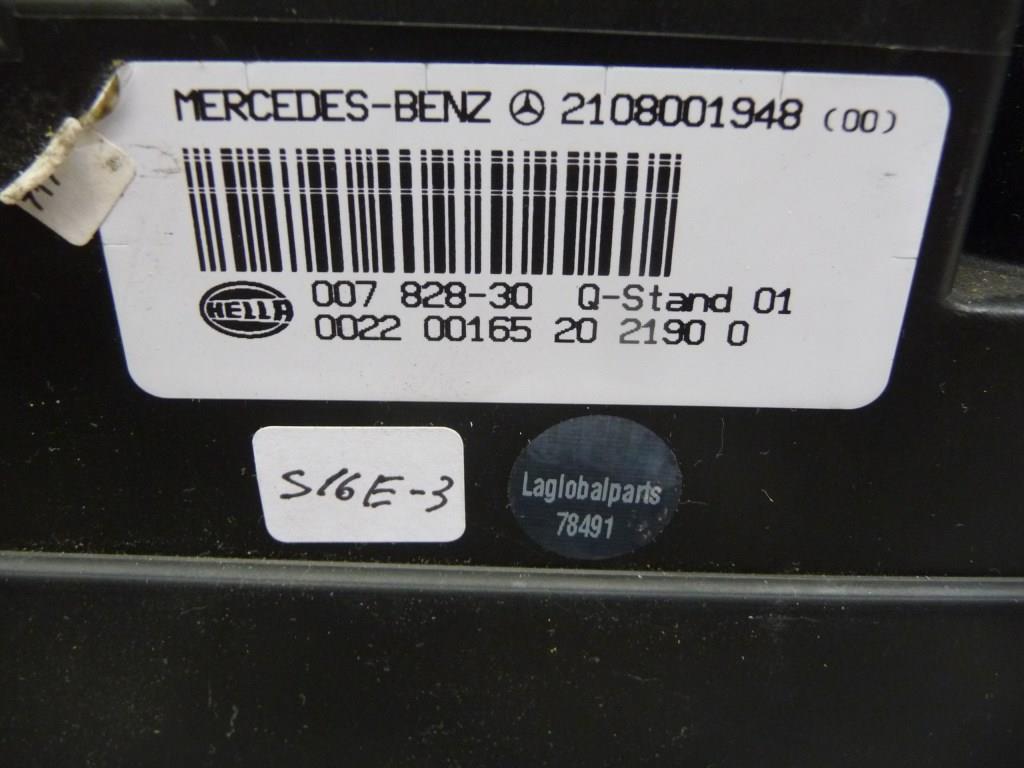 MERCEDES-BENZ 2108001948 (00)
HELLA
007 828-30 Q-Stand 01
0022 00165 20 2190 0
S16E-3
Laglobalparts
78491